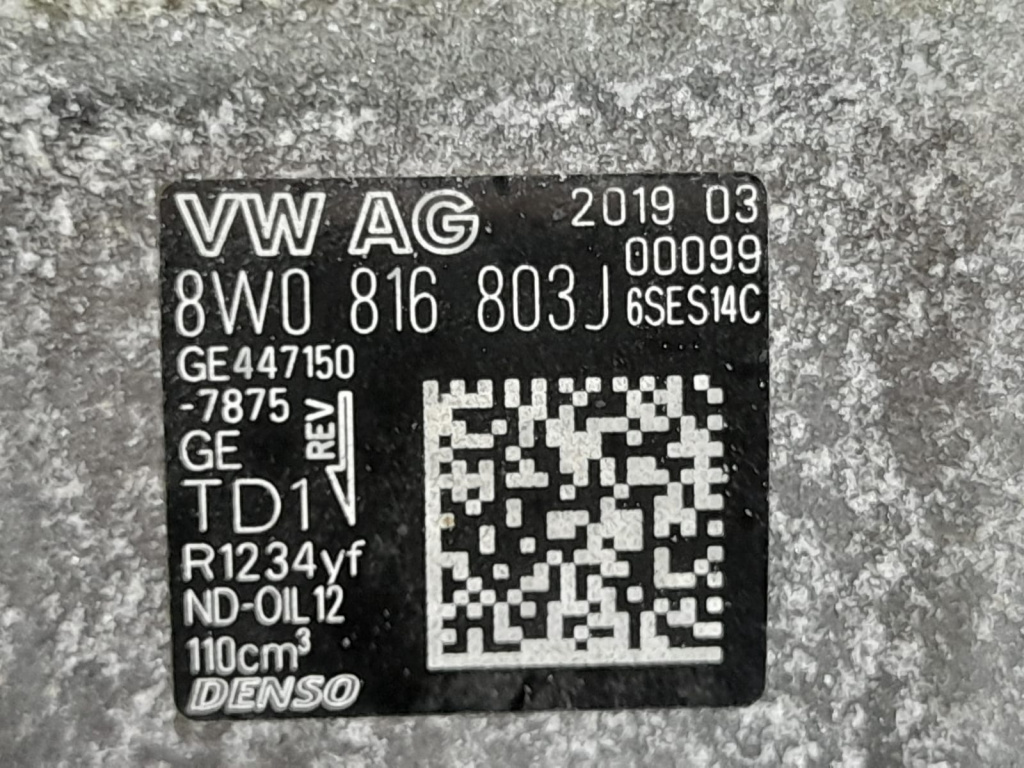 VW AG 2019 03
00099
8W0 816 803J 6SES14C
GE447150
-7875
REV
GE
TD1
R1234yf
ND-OIL12
110cm³
DENSO